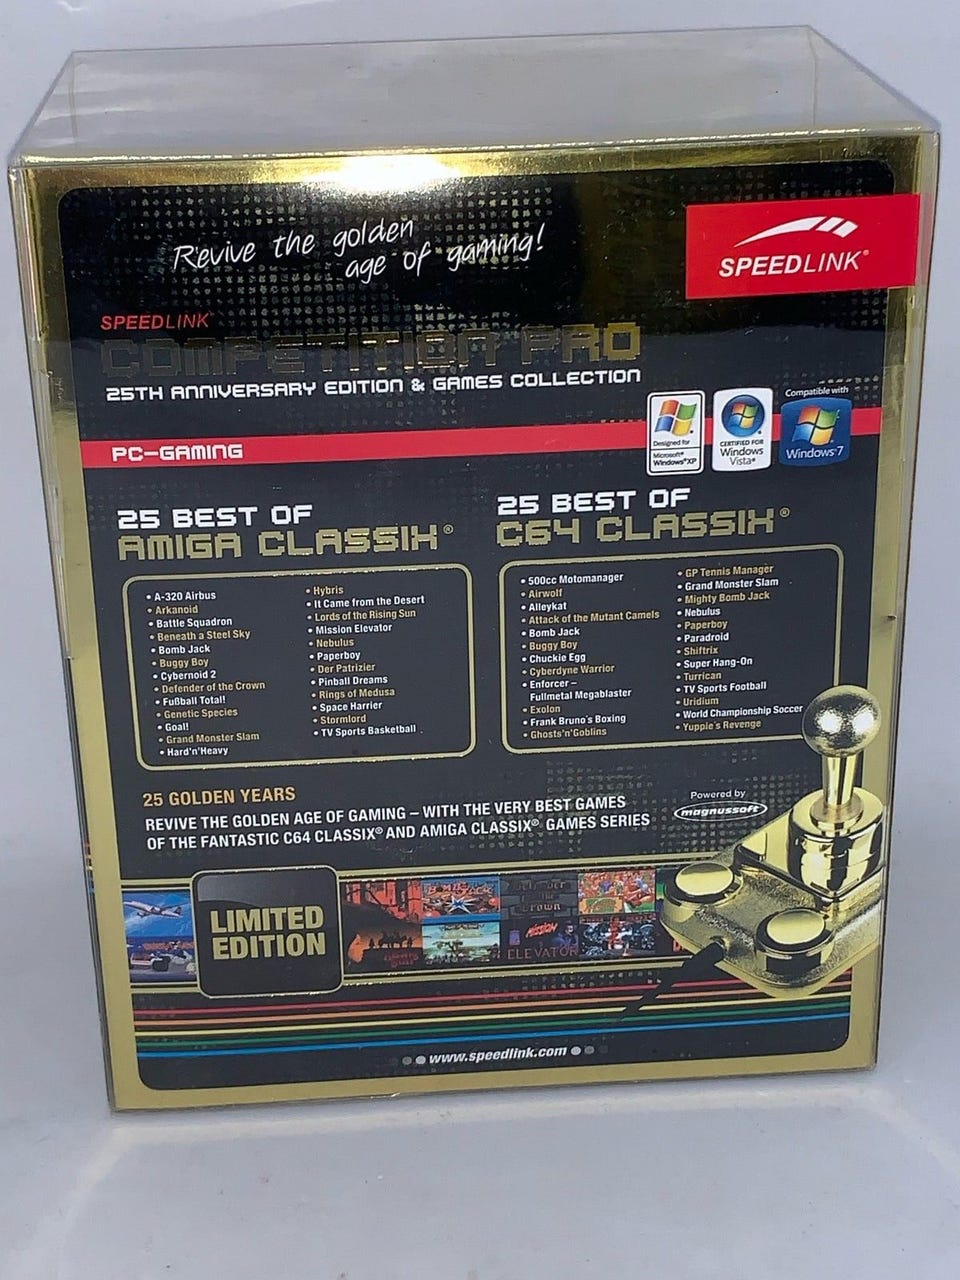 Revive the golden
age of gaming!
SPEEDLINK®
SPEEDLINK™
COMPETITION PRO
25TH ANNIVERSARY EDITION & GAMES COLLECTION
PC-GAMING
Designed for
Microsoft®
Windows®XP
CERTIFIED FOR
Windows
Vista®
Compatible with
Windows®7
25 BEST OF
AMIGA CLASSIX®
• A-320 Airbus
• Arkanoid
• Battle Squadron
• Beneath a Steel Sky
• Bomb Jack
• Buggy Boy
• Cybernoid 2
• Defender of the Crown
• Fußball Total!
• Genetic Species
• Goal!
• Grand Monster Slam
• Hard'n'Heavy
• Hybris
• It Came from the Desert
• Lords of the Rising Sun
• Mission Elevator
• Nebulus
• Paperboy
• Der Patrizier
• Pinball Dreams
• Rings of Medusa
• Space Harrier
• Stormlord
• TV Sports Basketball
25 BEST OF
C64 CLASSIX®
• 500cc Motomanager
• Airwolf
• Alleykat
• Attack of the Mutant Camels
• Bomb Jack
• Buggy Boy
• Chuckie Egg
• Cyberdyne Warrior
• Enforcer –
Fullmetal Megablaster
• Exolon
• Frank Bruno's Boxing
• Ghosts'n'Goblins
• GP Tennis Manager
• Grand Monster Slam
• Mighty Bomb Jack
• Nebulus
• Paperboy
• Paradroid
• Shiftrix
• Super Hang-On
• Turrican
• TV Sports Football
• Uridium
• World Championship Soccer
• Yuppie's Revenge
25 GOLDEN YEARS
REVIVE THE GOLDEN AGE OF GAMING – WITH THE VERY BEST GAMES
OF THE FANTASTIC C64 CLASSIX® AND AMIGA CLASSIX® GAMES SERIES
Powered by
magnussoft
LIMITED
EDITION
Defender
of the
Crown
MISSION
ELEVATOR
www.speedlink.com